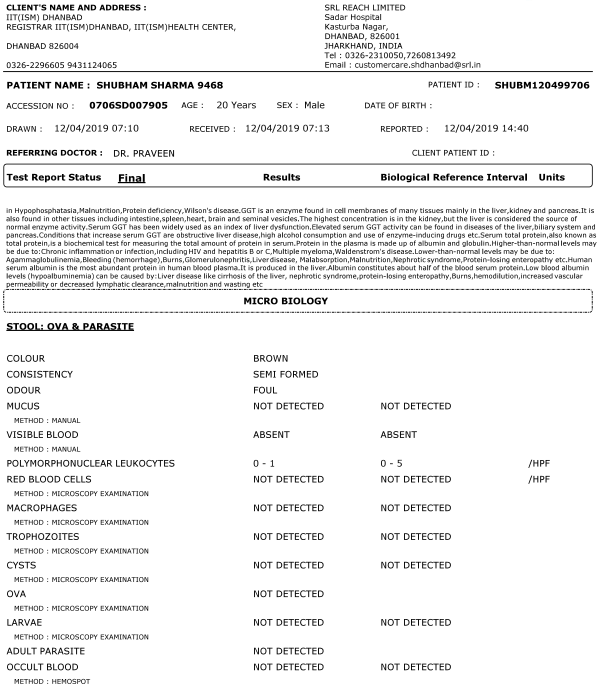 CLIENT'S NAME AND ADDRESS :
IIT(ISM) DHANBAD
REGISTRAR IIT(ISM)DHANBAD, IIT(ISM)HEALTH CENTER,
DHANBAD 826004
0326-2296605 9431124065
SRL REACH LIMITED
Sadar Hospital
Kasturba Nagar,
DHANBAD, 826001
JHARKHAND, INDIA
Tel : 0326-2310050,7260813492
Email : customercare.shdhanbad@srl.in
PATIENT NAME : SHUBHAM SHARMA 9468 PATIENT ID : SHUBM120499706
ACCESSION NO : 0706SD007905 AGE : 20 Years SEX : Male DATE OF BIRTH :
DRAWN : 12/04/2019 07:10 RECEIVED : 12/04/2019 07:13 REPORTED : 12/04/2019 14:40
REFERRING DOCTOR : DR. PRAVEEN CLIENT PATIENT ID :
Test Report Status Final Results Biological Reference Interval Units
in Hypophosphatasia,Malnutrition,Protein deficiency,Wilson's disease.GGT is an enzyme found in cell membranes of many tissues mainly in the liver,kidney and pancreas.It is
also found in other tissues including intestine,spleen,heart, brain and seminal vesicles.The highest concentration is in the kidney,but the liver is considered the source of
normal enzyme activity.Serum GGT has been widely used as an index of liver dysfunction.Elevated serum GGT activity can be found in diseases of the liver,biliary system and
pancreas.Conditions that increase serum GGT are obstructive liver disease,high alcohol consumption and use of enzyme-inducing drugs etc.Serum total protein,also known as
total protein,is a biochemical test for measuring the total amount of protein in serum.Protein in the plasma is made up of albumin and globulin.Higher-than-normal levels may
be due to:Chronic inflammation or infection,including HIV and hepatitis B or C,Multiple myeloma,Waldenstrom's disease.Lower-than-normal levels may be due to:
Agammaglobulinemia,Bleeding (hemorrhage),Burns,Glomerulonephritis,Liver disease, Malabsorption,Malnutrition,Nephrotic syndrome,Protein-losing enteropathy etc.Human
serum albumin is the most abundant protein in human blood plasma.It is produced in the liver.Albumin constitutes about half of the blood serum protein.Low blood albumin
levels (hypoalbuminemia) can be caused by:Liver disease like cirrhosis of the liver, nephrotic syndrome,protein-losing enteropathy,Burns,hemodilution,increased vascular
permeability or decreased lymphatic clearance,malnutrition and wasting etc
MICRO BIOLOGY
STOOL: OVA & PARASITE
COLOUR BROWN
CONSISTENCY SEMI FORMED
ODOUR FOUL
MUCUS NOT DETECTED NOT DETECTED
METHOD : MANUAL
VISIBLE BLOOD ABSENT ABSENT
METHOD : MANUAL
POLYMORPHONUCLEAR LEUKOCYTES 0 - 1 0 - 5 /HPF
RED BLOOD CELLS NOT DETECTED NOT DETECTED /HPF
METHOD : MICROSCOPY EXAMINATION
MACROPHAGES NOT DETECTED NOT DETECTED
METHOD : MICROSCOPY EXAMINATION
TROPHOZOITES NOT DETECTED NOT DETECTED
METHOD : MICROSCOPY EXAMINATION
CYSTS NOT DETECTED NOT DETECTED
METHOD : MICROSCOPY EXAMINATION
OVA NOT DETECTED
METHOD : MICROSCOPY EXAMINATION
LARVAE NOT DETECTED NOT DETECTED
METHOD : MICROSCOPY EXAMINATION
ADULT PARASITE NOT DETECTED
OCCULT BLOOD NOT DETECTED NOT DETECTED
METHOD : HEMOSPOT